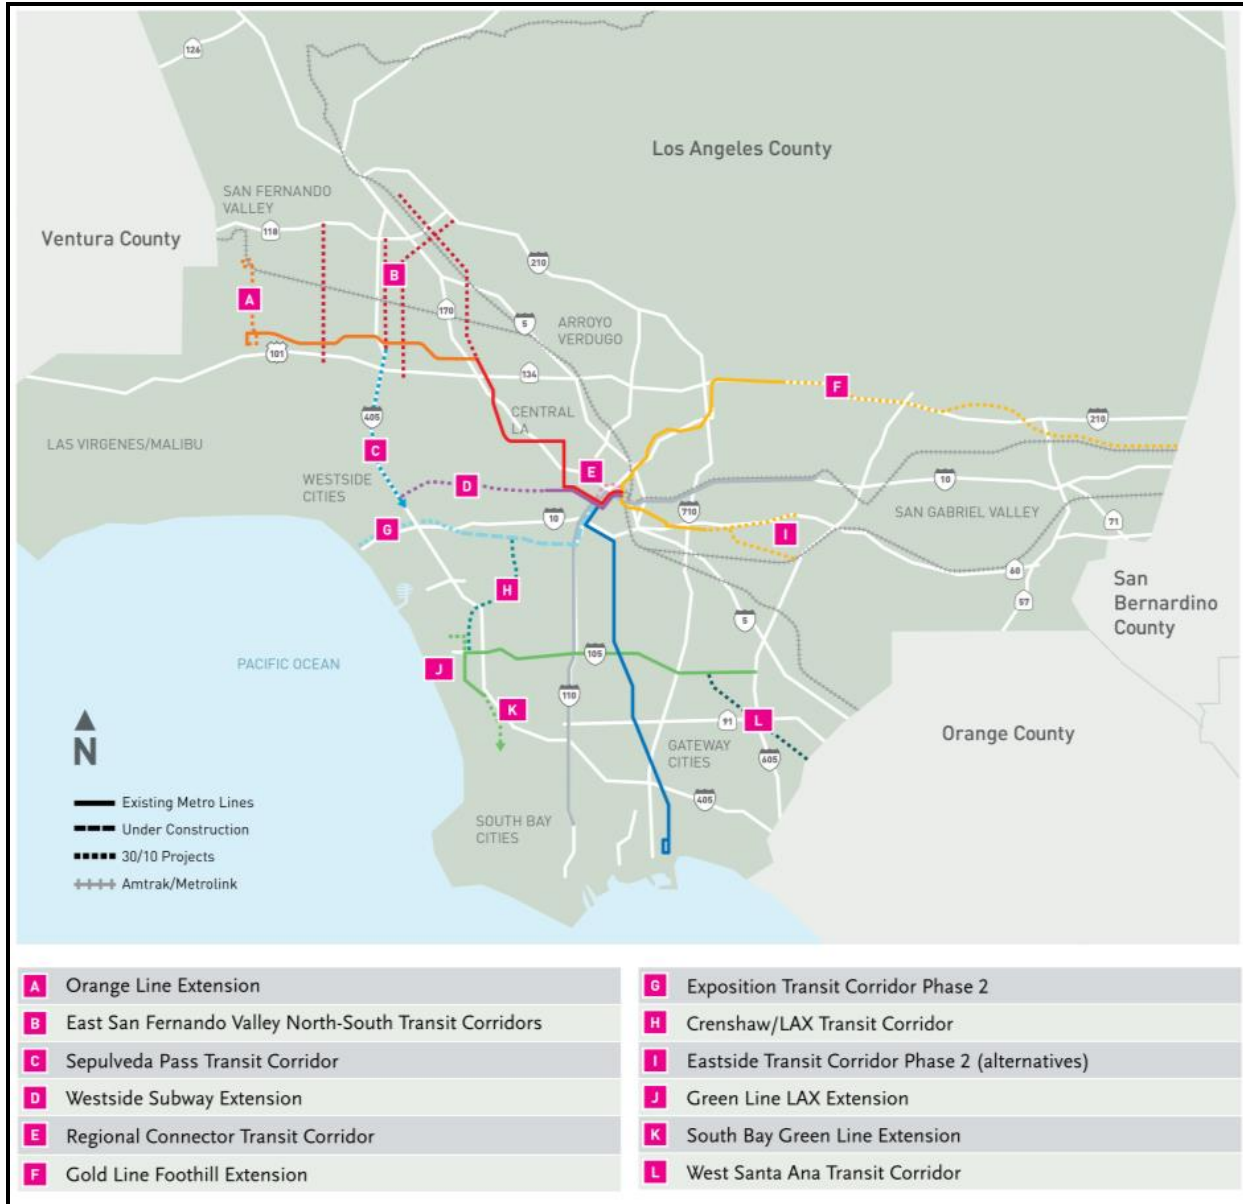 126
Los Angeles County
SAN FERNANDO
VALLEY
118
Ventura County
210
B
A
170
5
ARROYO
VERDUGO
101
134
F
405
CENTRAL
LA
210
LAS VIRGENES/MALIBU
C
E
WESTSIDE
CITIES
D
10
10
710
SAN GABRIEL VALLEY
71
G
I
60
H
57
San
Bernardino
County
5
PACIFIC OCEAN
J
105
110
K
91
L
Orange County
N
GATEWAY
CITIES
605
405
Existing Metro Lines
Under Construction
30/10 Projects
Amtrak/Metrolink
SOUTH BAY
CITIES
A Orange Line Extension
B East San Fernando Valley North-South Transit Corridors
C Sepulveda Pass Transit Corridor
D Westside Subway Extension
E Regional Connector Transit Corridor
F Gold Line Foothill Extension
G Exposition Transit Corridor Phase 2
H Crenshaw/LAX Transit Corridor
I Eastside Transit Corridor Phase 2 (alternatives)
J Green Line LAX Extension
K South Bay Green Line Extension
L West Santa Ana Transit Corridor